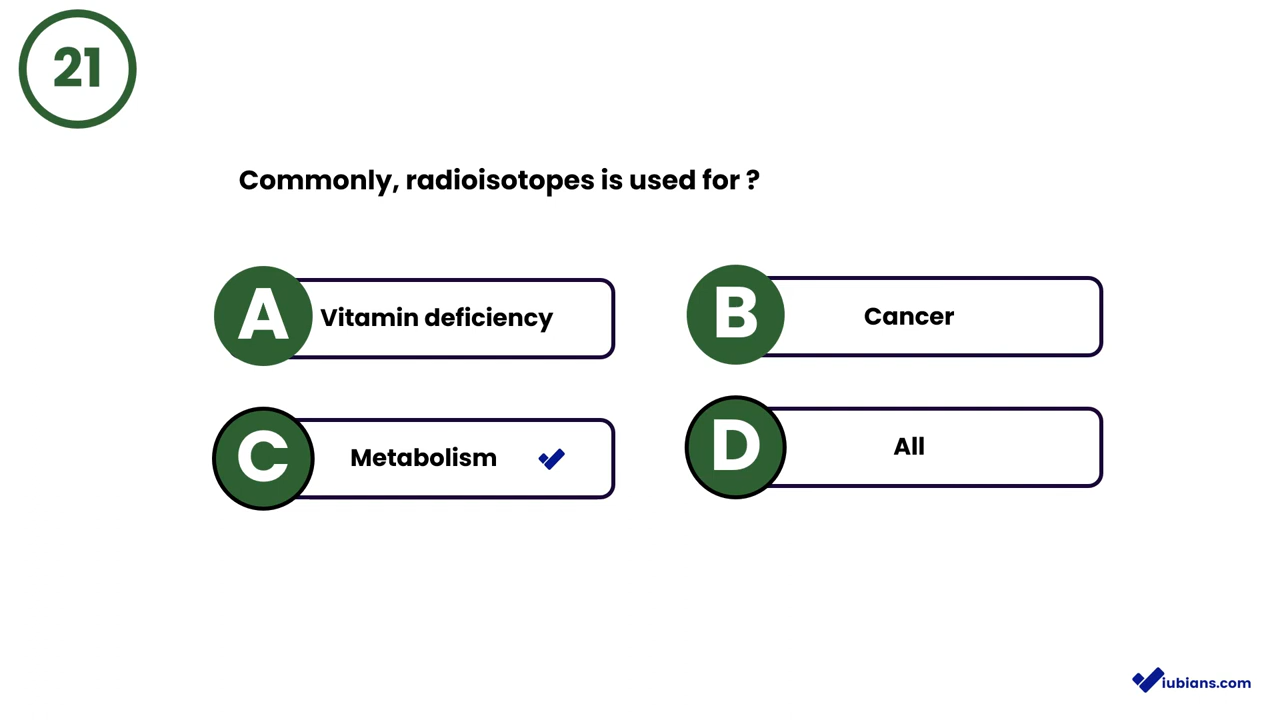 21
Commonly, radioisotopes is used for ?
A Vitamin deficiency
B Cancer
C Metabolism
D All
iubians.com